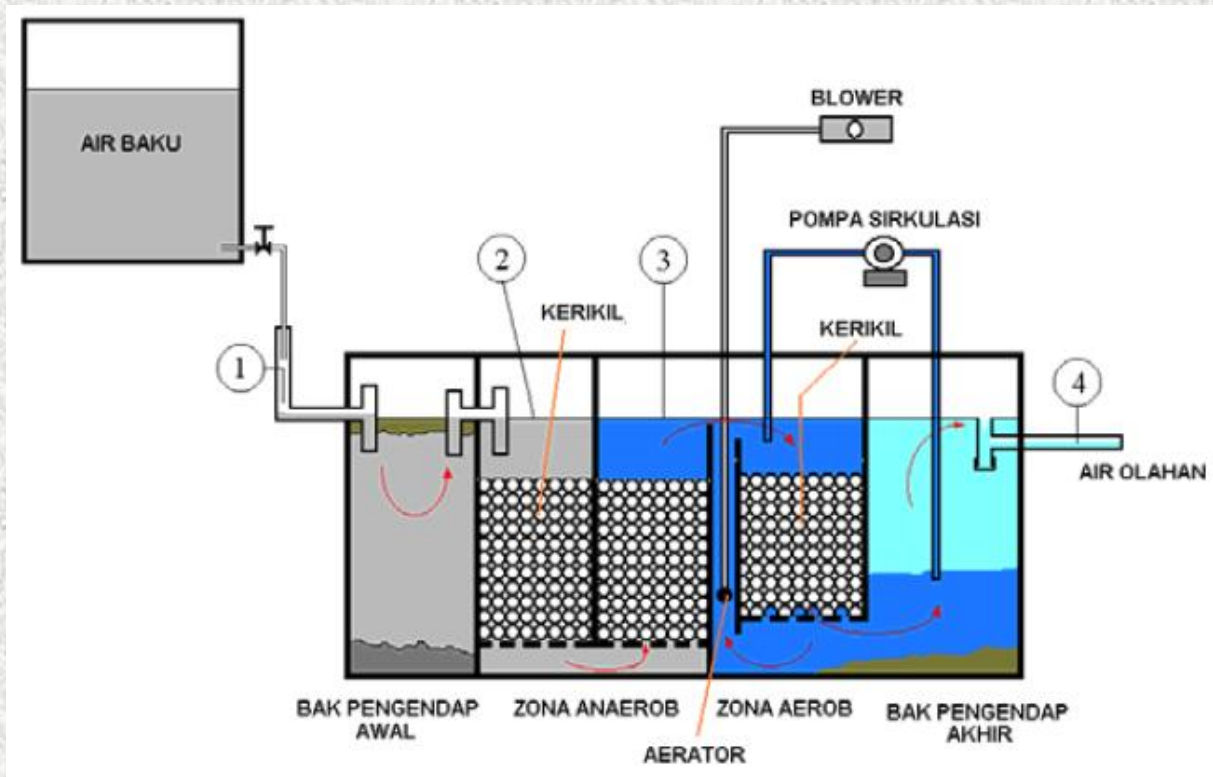 AIR BAKU
BLOWER
POMPA SIRKULASI
2
3
KERIKIL
KERIKIL
1
4
AIR OLAHAN
BAK PENGENDAP
AWAL
ZONA ANAEROB
ZONA AEROB
BAK PENGENDAP
AKHIR
AERATOR